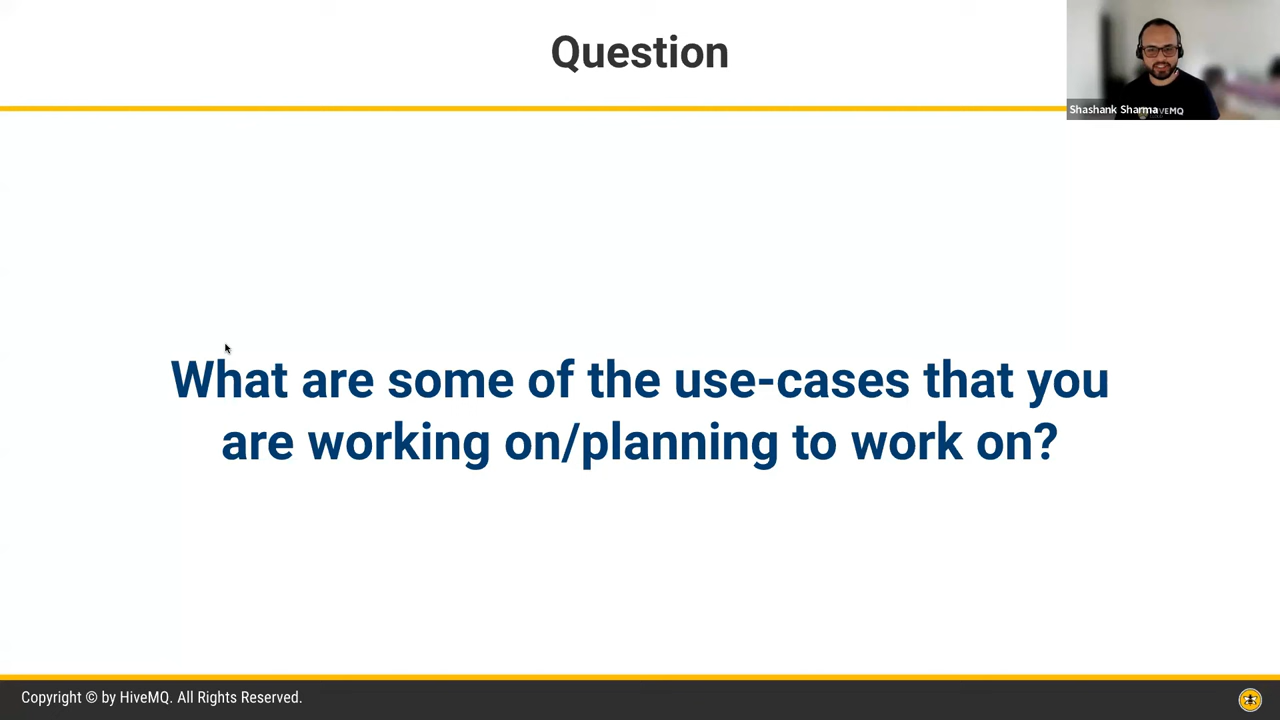 Question
Shashank Sharma
HIVEMQ
What are some of the use-cases that you
are working on/planning to work on?
Copyright © by HiveMQ. All Rights Reserved.